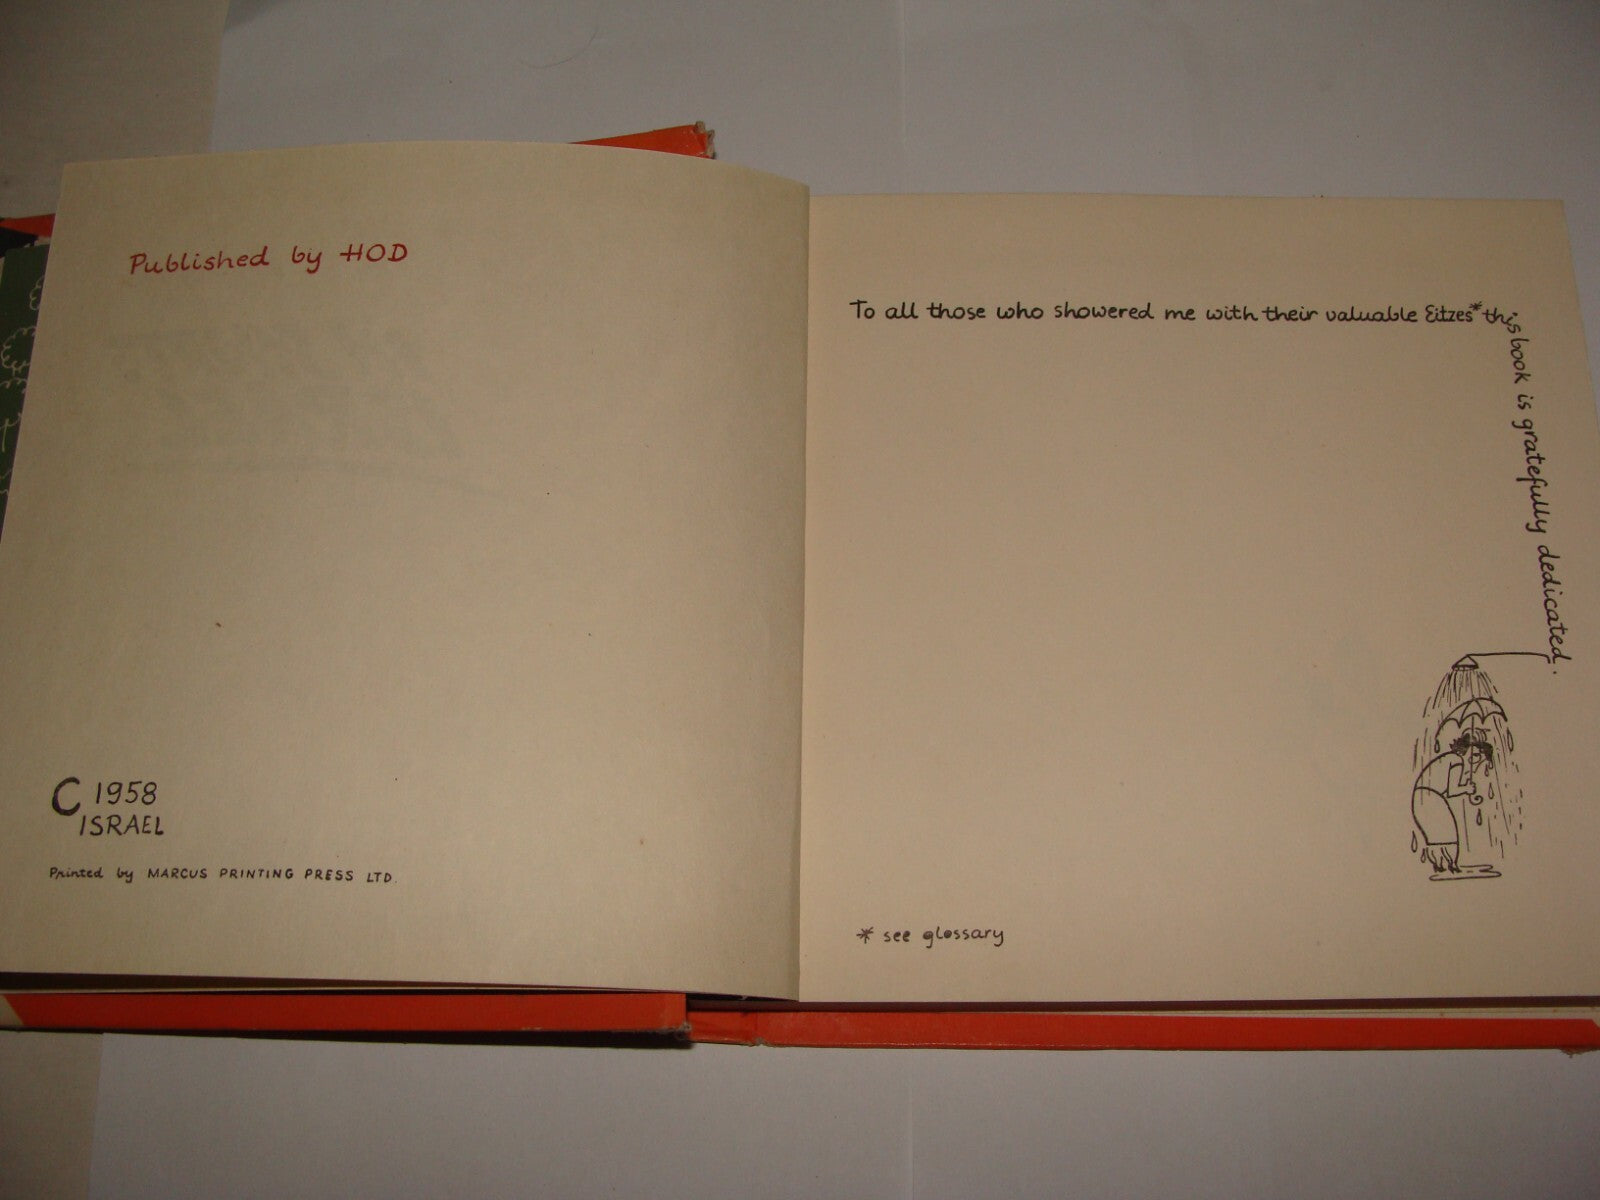 Published by HOD
C 1958
ISRAEL
Printed by MARCUS PRINTING PRESS LTD.
To all those who showered me with their valuable Eitzes* this book is gratefully dedicated.
* see glossary